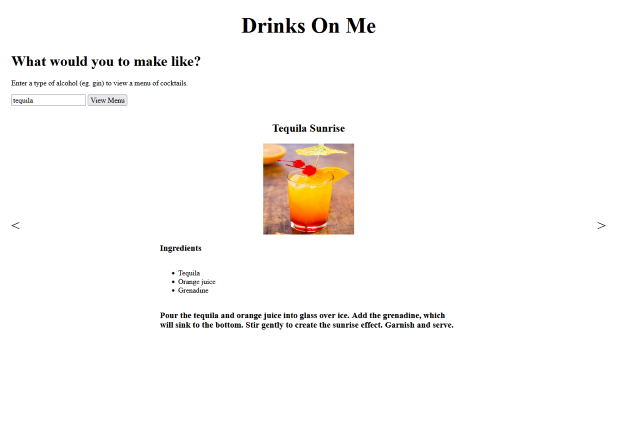 Drinks On Me
What would you to make like?
Enter a type of alcohol (eg. gin) to view a menu of cocktails.
tequila View Menu
Tequila Sunrise
<
>
Ingredients
• Tequila
• Orange juice
• Grenadine
Pour the tequila and orange juice into glass over ice. Add the grenadine, which
will sink to the bottom. Stir gently to create the sunrise effect. Garnish and serve.